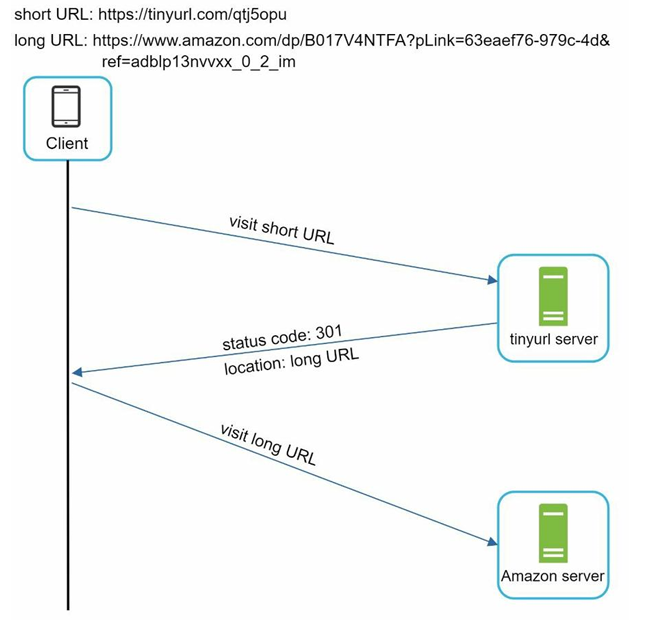 short URL: https://tinyurl.com/qtj5opu
long URL: https://www.amazon.com/dp/B017V4NTFA?pLink=63eaef76-979c-4d&
ref=adblp13nvvxx_0_2_im
Client
visit short URL
tinyurl server
status code: 301
location: long URL
visit long URL
Amazon server